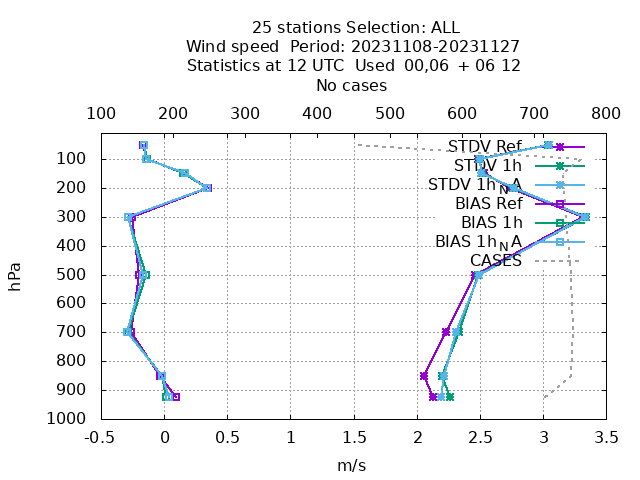 25 stations Selection: ALL
Wind speed  Period: 20231108-20231127
Statistics at 12 UTC  Used  00,06  + 06 12
No cases
100 200 300 400 500 600 700 800
STDV Ref
100
STDV 1h
STDV 1h_NA
200
BIAS Ref
300
BIAS 1h
BIAS 1h_NA
400
CASES
500
600
700
800
900
1000
hPa
-0.5 0 0.5 1 1.5 2 2.5 3 3.5
m/s